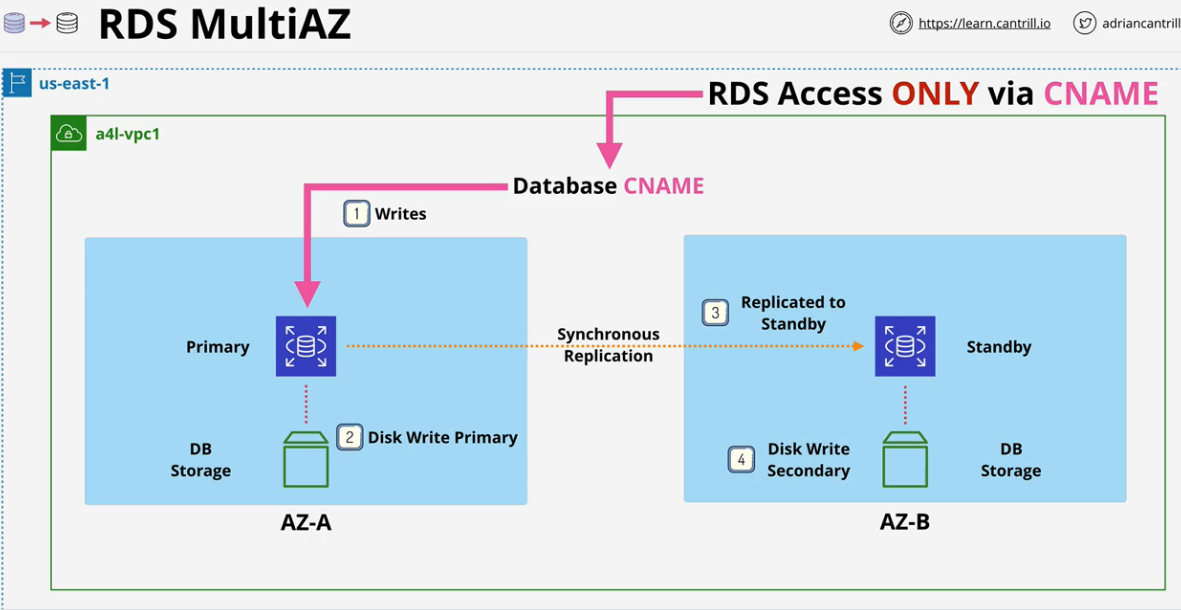 RDS MultiAZ
https://learn.cantrill.io
adriancantrill
us-east-1
RDS Access ONLY via CNAME
a4l-vpc1
Database CNAME
1 Writes
Primary
Synchronous
Replication
3
Replicated to
Standby
Standby
DB
Storage
2 Disk Write Primary
4
Disk Write
Secondary
DB
Storage
AZ-A
AZ-B